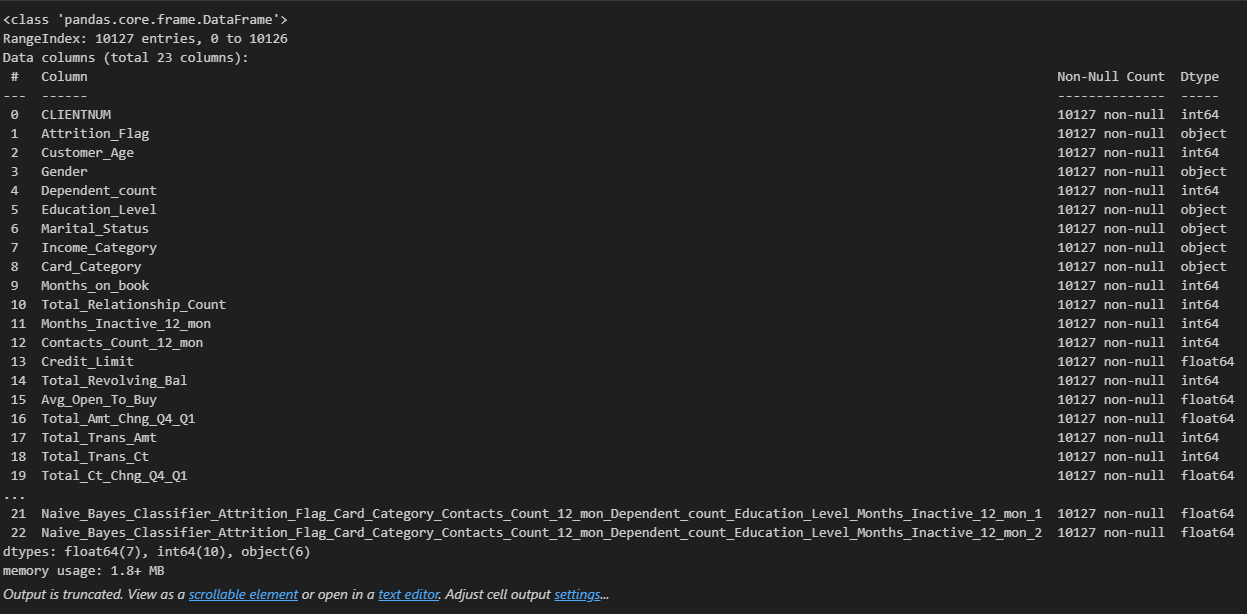 <class 'pandas.core.frame.DataFrame'>
RangeIndex: 10127 entries, 0 to 10126
Data columns (total 23 columns):
 #   Column                                                                                                                              Non-Null Count  Dtype
---  ------                                                                                                                              --------------  -----
 0   CLIENTNUM                                                                                                                           10127 non-null  int64
 1   Attrition_Flag                                                                                                                      10127 non-null  object
 2   Customer_Age                                                                                                                        10127 non-null  int64
 3   Gender                                                                                                                              10127 non-null  object
 4   Dependent_count                                                                                                                     10127 non-null  int64
 5   Education_Level                                                                                                                     10127 non-null  object
 6   Marital_Status                                                                                                                      10127 non-null  object
 7   Income_Category                                                                                                                     10127 non-null  object
 8   Card_Category                                                                                                                       10127 non-null  object
 9   Months_on_book                                                                                                                      10127 non-null  int64
 10  Total_Relationship_Count                                                                                                            10127 non-null  int64
 11  Months_Inactive_12_mon                                                                                                              10127 non-null  int64
 12  Contacts_Count_12_mon                                                                                                               10127 non-null  int64
 13  Credit_Limit                                                                                                                        10127 non-null  float64
 14  Total_Revolving_Bal                                                                                                                 10127 non-null  int64
 15  Avg_Open_To_Buy                                                                                                                     10127 non-null  float64
 16  Total_Amt_Chng_Q4_Q1                                                                                                                10127 non-null  float64
 17  Total_Trans_Amt                                                                                                                     10127 non-null  int64
 18  Total_Trans_Ct                                                                                                                      10127 non-null  int64
 19  Total_Ct_Chng_Q4_Q1                                                                                                                 10127 non-null  float64
...
 21  Naive_Bayes_Classifier_Attrition_Flag_Card_Category_Contacts_Count_12_mon_Dependent_count_Education_Level_Months_Inactive_12_mon_1  10127 non-null  float64
 22  Naive_Bayes_Classifier_Attrition_Flag_Card_Category_Contacts_Count_12_mon_Dependent_count_Education_Level_Months_Inactive_12_mon_2  10127 non-null  float64
dtypes: float64(7), int64(10), object(6)
memory usage: 1.8+ MB
Output is truncated. View as a scrollable element or open in a text editor. Adjust cell output settings...